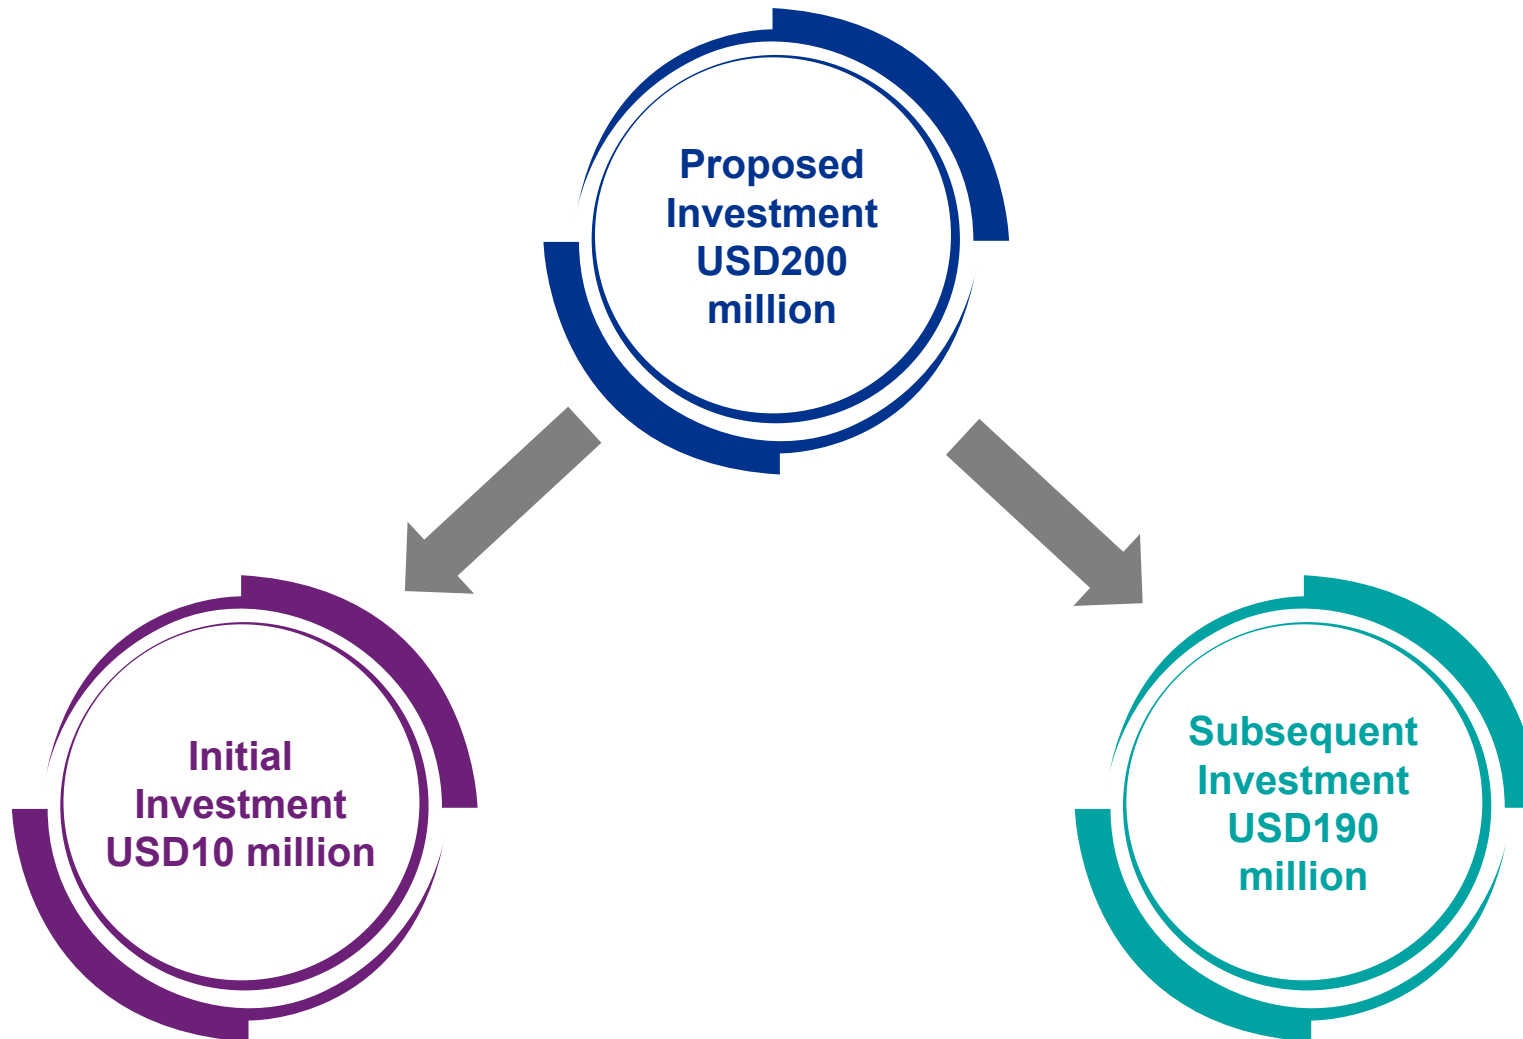 Proposed
Investment
USD200
million
Initial
Investment
USD10 million
Subsequent
Investment
USD190
million